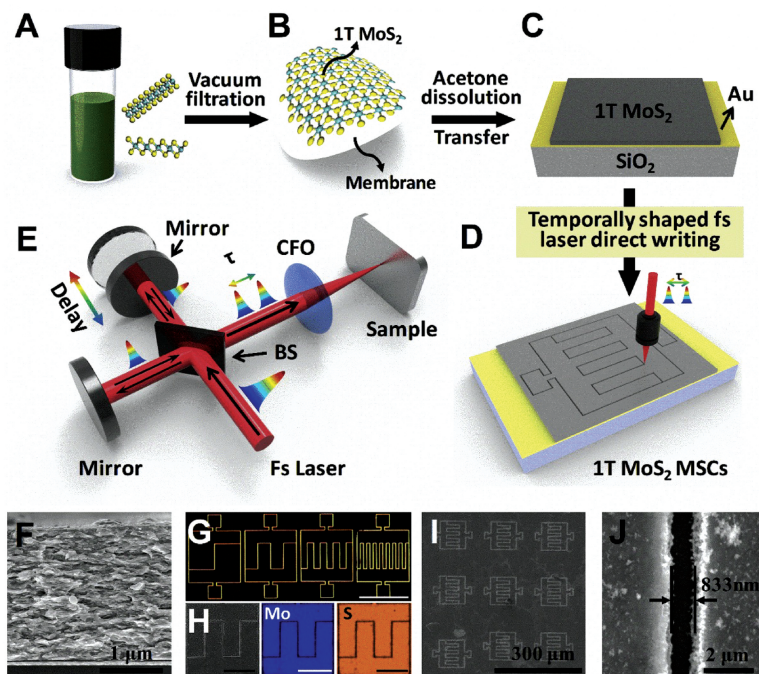 A
Vacuum
filtration
B
1T MoS₂
Membrane
Acetone
dissolution
Transfer
C
1T MoS₂
Au
SiO₂
Temporally shaped fs
laser direct writing
D
τ
1T MoS₂ MSCs
E
Mirror
Delay
τ
CFO
Sample
BS
Mirror
Fs Laser
F
1 μm
G
H
Mo
S
I
300 μm
J
833nm
2 μm